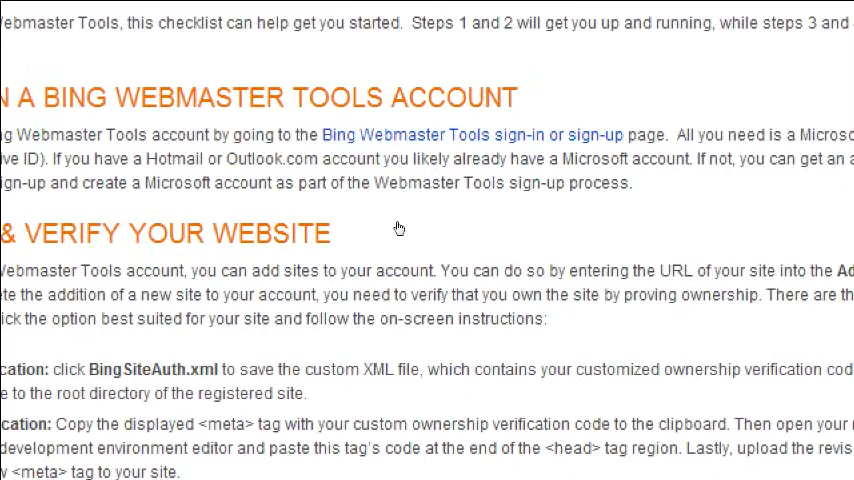 ebmaster Tools, this checklist can help get you started. Steps 1 and 2 will get you up and running, while steps 3 and
N A BING WEBMASTER TOOLS ACCOUNT
ng Webmaster Tools account by going to the Bing Webmaster Tools sign-in or sign-up page. All you need is a Microso
ive ID). If you have a Hotmail or Outlook.com account you likely already have a Microsoft account. If not, you can get an a
ign-up and create a Microsoft account as part of the Webmaster Tools sign-up process.
& VERIFY YOUR WEBSITE
Webmaster Tools account, you can add sites to your account. You can do so by entering the URL of your site into the Ad
ete the addition of a new site to your account, you need to verify that you own the site by proving ownership. There are th
ick the option best suited for your site and follow the on-screen instructions:
cation: click BingSiteAuth.xml to save the custom XML file, which contains your customized ownership verification cod
e to the root directory of the registered site.
cation: Copy the displayed <meta> tag with your custom ownership verification code to the clipboard. Then open your
development environment editor and paste this tag's code at the end of the <head> tag region. Lastly, upload the revis
y <meta> tag to your site.